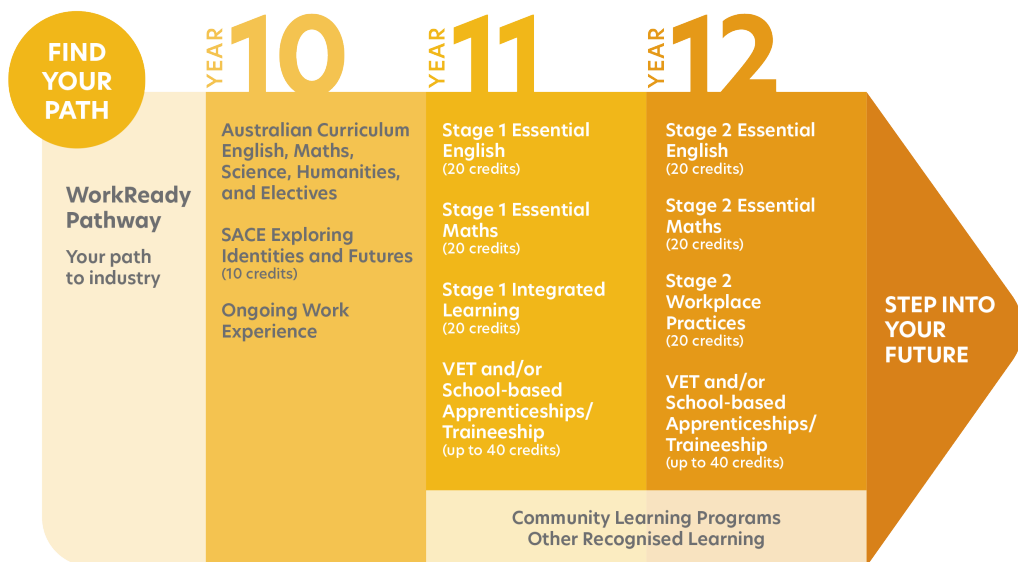 FIND
YOUR
PATH
WorkReady
Pathway
Your path
to industry
YEAR 10
Australian Curriculum
English, Maths,
Science, Humanities,
and Electives
SACE Exploring
Identities and Futures
(10 credits)
Ongoing Work
Experience
YEAR 11
Stage 1 Essential
English
(20 credits)
Stage 1 Essential
Maths
(20 credits)
Stage 1 Integrated
Learning
(20 credits)
VET and/or
School-based
Apprenticeships/
Traineeship
(up to 40 credits)
YEAR 12
Stage 2 Essential
English
(20 credits)
Stage 2 Essential
Maths
(20 credits)
Stage 2
Workplace
Practices
(20 credits)
VET and/or
School-based
Apprenticeships/
Traineeship
(up to 40 credits)
Community Learning Programs
Other Recognised Learning
STEP INTO
YOUR
FUTURE